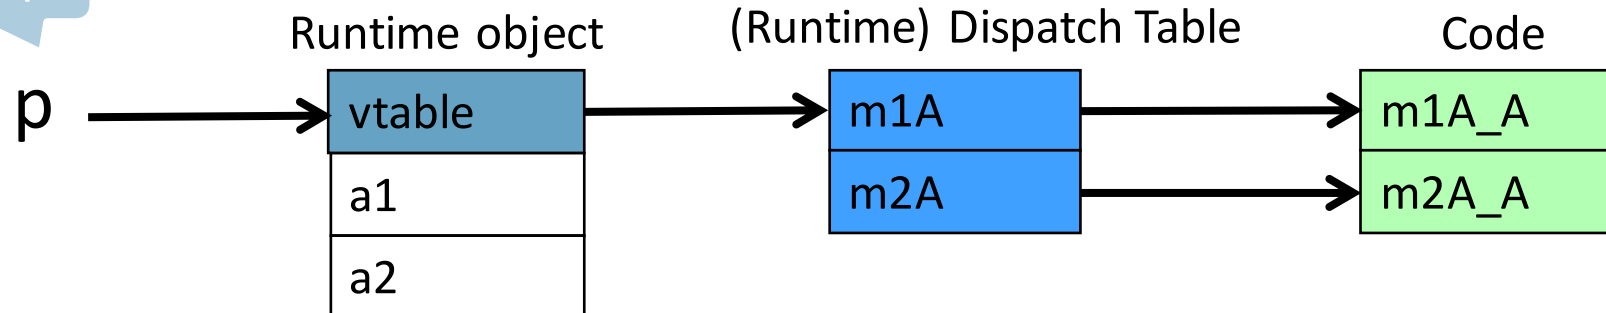 Runtime object
(Runtime) Dispatch Table
Code
p
vtable
m1A
m1A_A
a1
m2A
m2A_A
a2